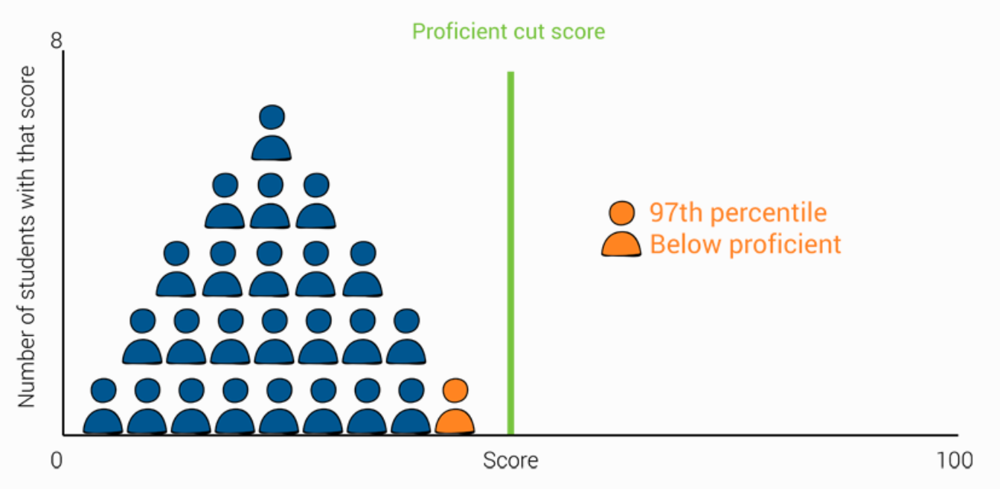 Proficient cut score
8
Number of students with that score
97th percentile
Below proficient
0
Score
100